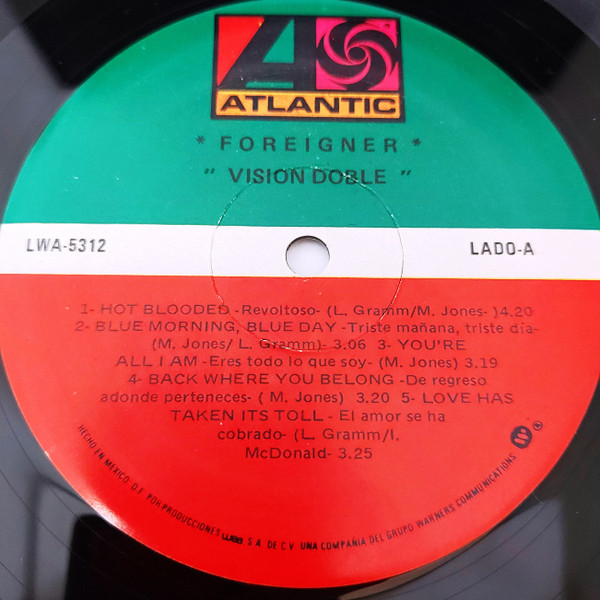 ATLANTIC
* FOREIGNER *
" VISION DOBLE "
LWA-5312
LADO-A
1- HOT BLOODED -Revoltoso- (L. Gramm/M. Jones- )4.20
2- BLUE MORNING, BLUE DAY -Triste mañana, triste día-
(M. Jones/ L. Gramm)- 3.06 3- YOU'RE
ALL I AM -Eres todo lo que soy- (M. Jones) 3.19
4- BACK WHERE YOU BELONG -De regreso
adonde perteneces- ( M. Jones) 3.20 5- LOVE HAS
TAKEN ITS TOLL - El amor se ha
cobrado- (L. Gramm/I.
McDonald- 3.25
HECHO EN MEXICO. D.F. POR PRODUCCIONES wea S.A. DE C.V. UNA COMPAÑIA DEL GRUPO WARNERS COMMUNICATIONS